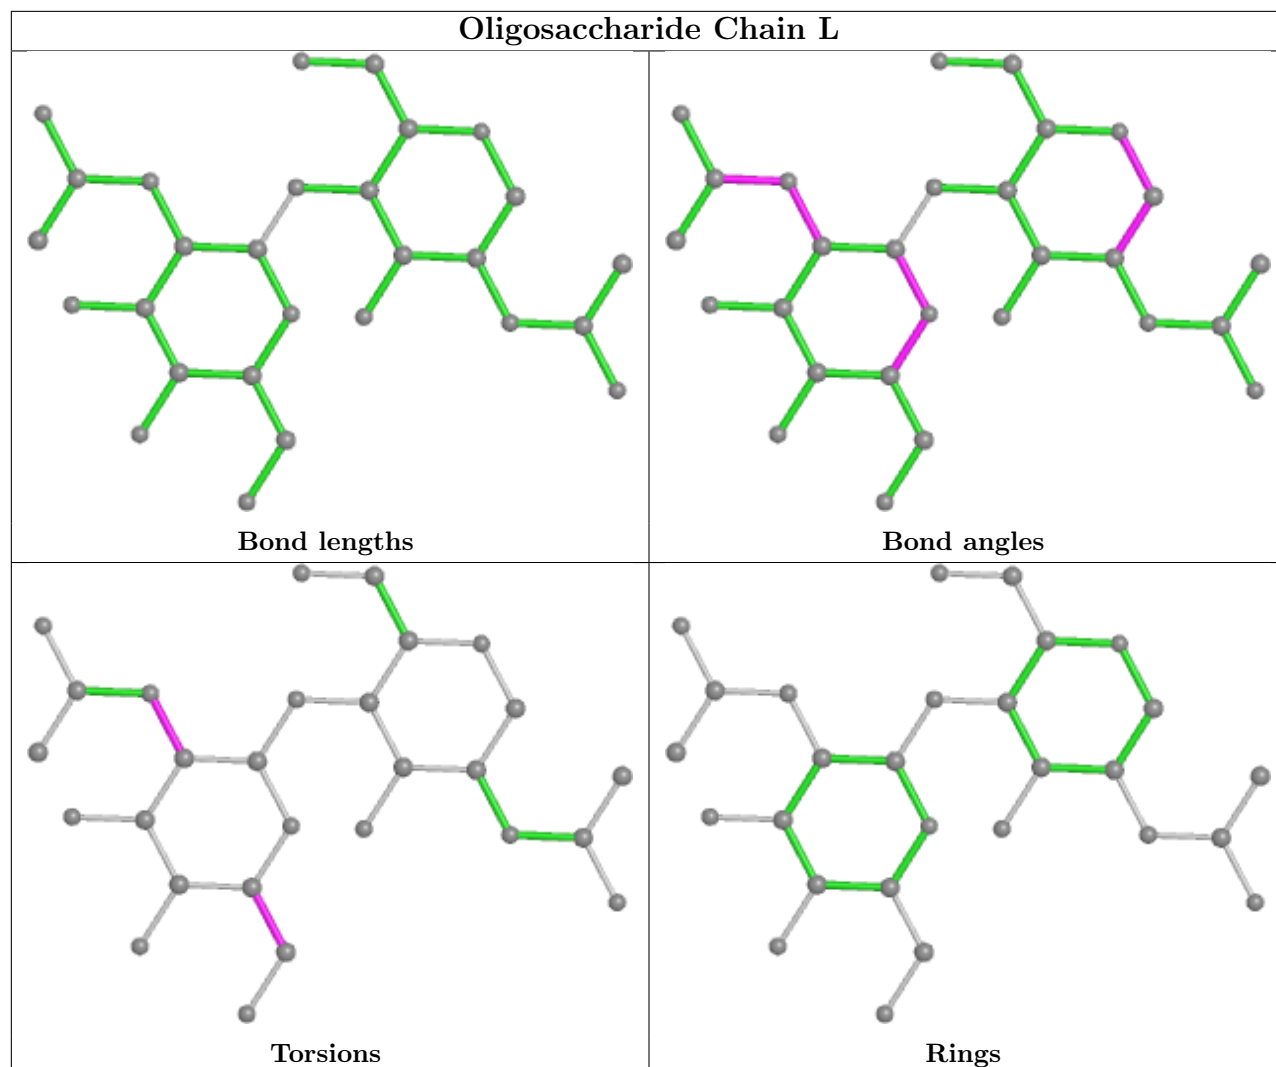 Oligosaccharide Chain L
Bond lengths
Bond angles
Torsions
Rings